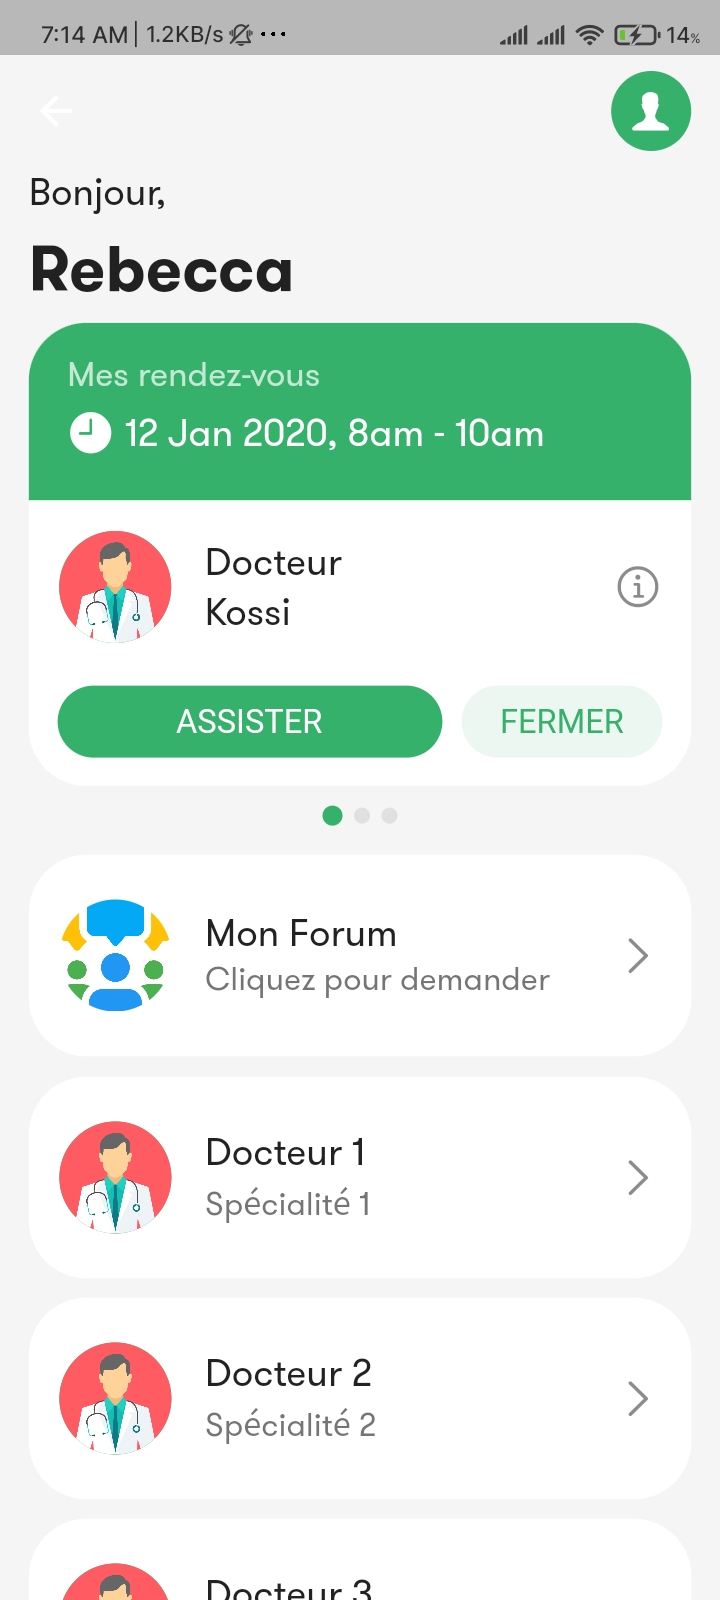 7:14 AM | 1.2KB/s ... 14%
Bonjour,
Rebecca
Mes rendez-vous
12 Jan 2020, 8am - 10am
Docteur
Kossi
ASSISTER FERMER
Mon Forum
Cliquez pour demander
Docteur 1
Spécialité 1
Docteur 2
Spécialité 2
Docteur 3